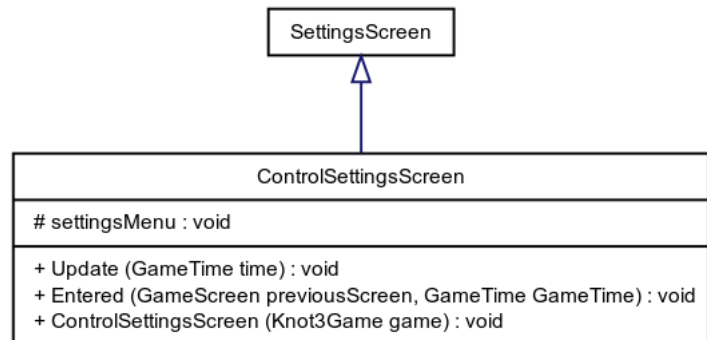 SettingsScreen
ControlSettingsScreen
# settingsMenu : void
+ Update (GameTime time) : void
+ Entered (GameScreen previousScreen, GameTime GameTime) : void
+ ControlSettingsScreen (Knot3Game game) : void